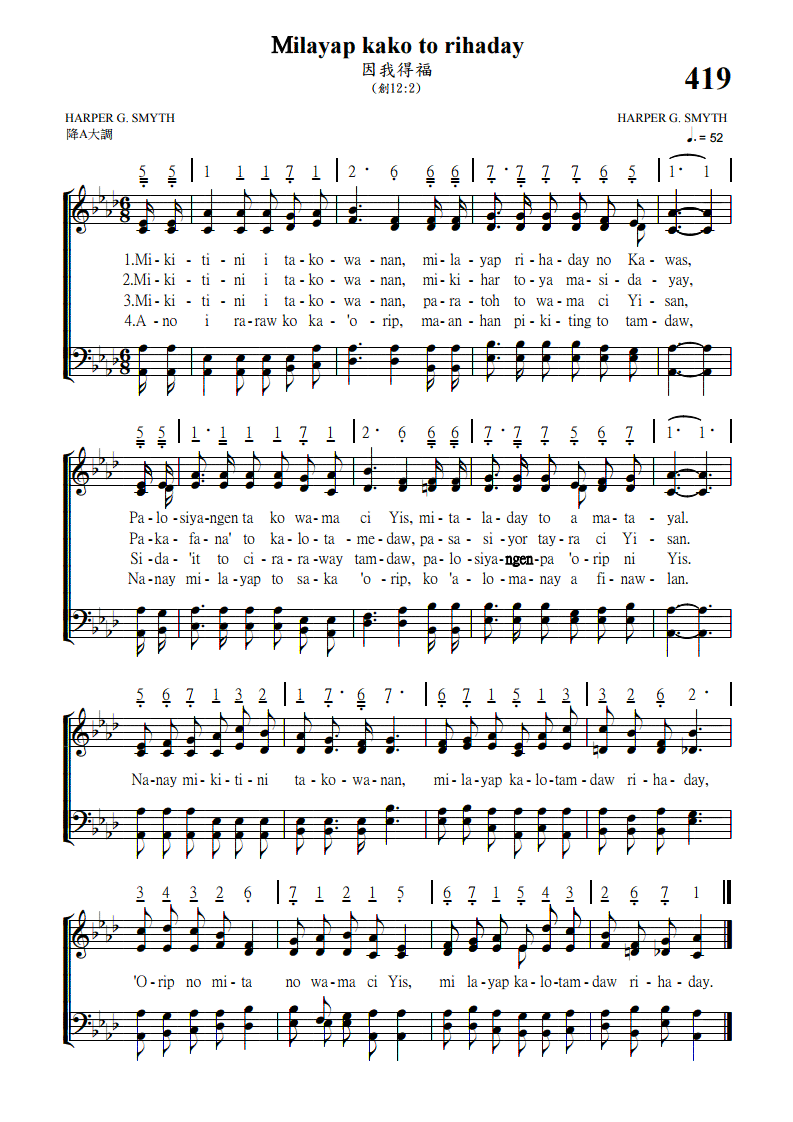 Milayap kako to rihaday
因我得福
（創12:2）
419
HARPER G. SMYTH
HARPER G. SMYTH
降A大調
♩. = 52
5 5 | 1 1 1 7 1 | 2 · 6 6 6 | 7 · 7 7 7 6 5 | 1 · 1
1.Mi - ki - ti - ni i ta - ko - wa - nan, mi - la - yap ri - ha - day no Ka - was,
2.Mi - ki - ti - ni i ta - ko - wa - nan, mi - ki - har to - ya ma - si - da - yay,
3.Mi - ki - ti - ni i ta - ko - wa - nan, pa - ra - toh to wa - ma ci Yi - san,
4.A - no i ra - raw ko ka - 'o - rip, ma - an - han pi - ki - ting to tam - daw,
5 5 | 1 · 1 1 1 7 1 | 2 · 6 6 6 | 7 · 7 7 5 6 7 | 1 · 1 ·
Pa - lo - siya - ngen ta ko wa - ma ci Yis, mi - ta - la - day to a ma - ta - yal.
Pa - ka - fa - na' to ka - lo - ta - me - daw, pa - sa - si - yor tay - ra ci Yi - san.
Si - da - 'it to ci - ra - ra - way tam - daw, pa - lo - siya - ngen - pa 'o - rip ni Yis.
Na - nay mi - la - yap to sa - ka 'o - rip, ko 'a - lo - ma - nay a fi - naw - lan.
5 6 7 1 3 2 | 1 7 · 7 6 7 · | 6 7 1 5 1 3 | 3 2 6 2 ·
Na - nay mi - ki - ti - ni ta - ko - wa - nan, mi - la - yap ka - lo - tam - daw ri - ha - day,
3 4 3 no 2 6 | 7 1 2 1 5 | 6 7 1 5 4 3 | 2 6 7 1
'O - rip no mi - ta no wa - ma ci Yis, mi la - yap ka - lo - tam - daw ri - ha - day.